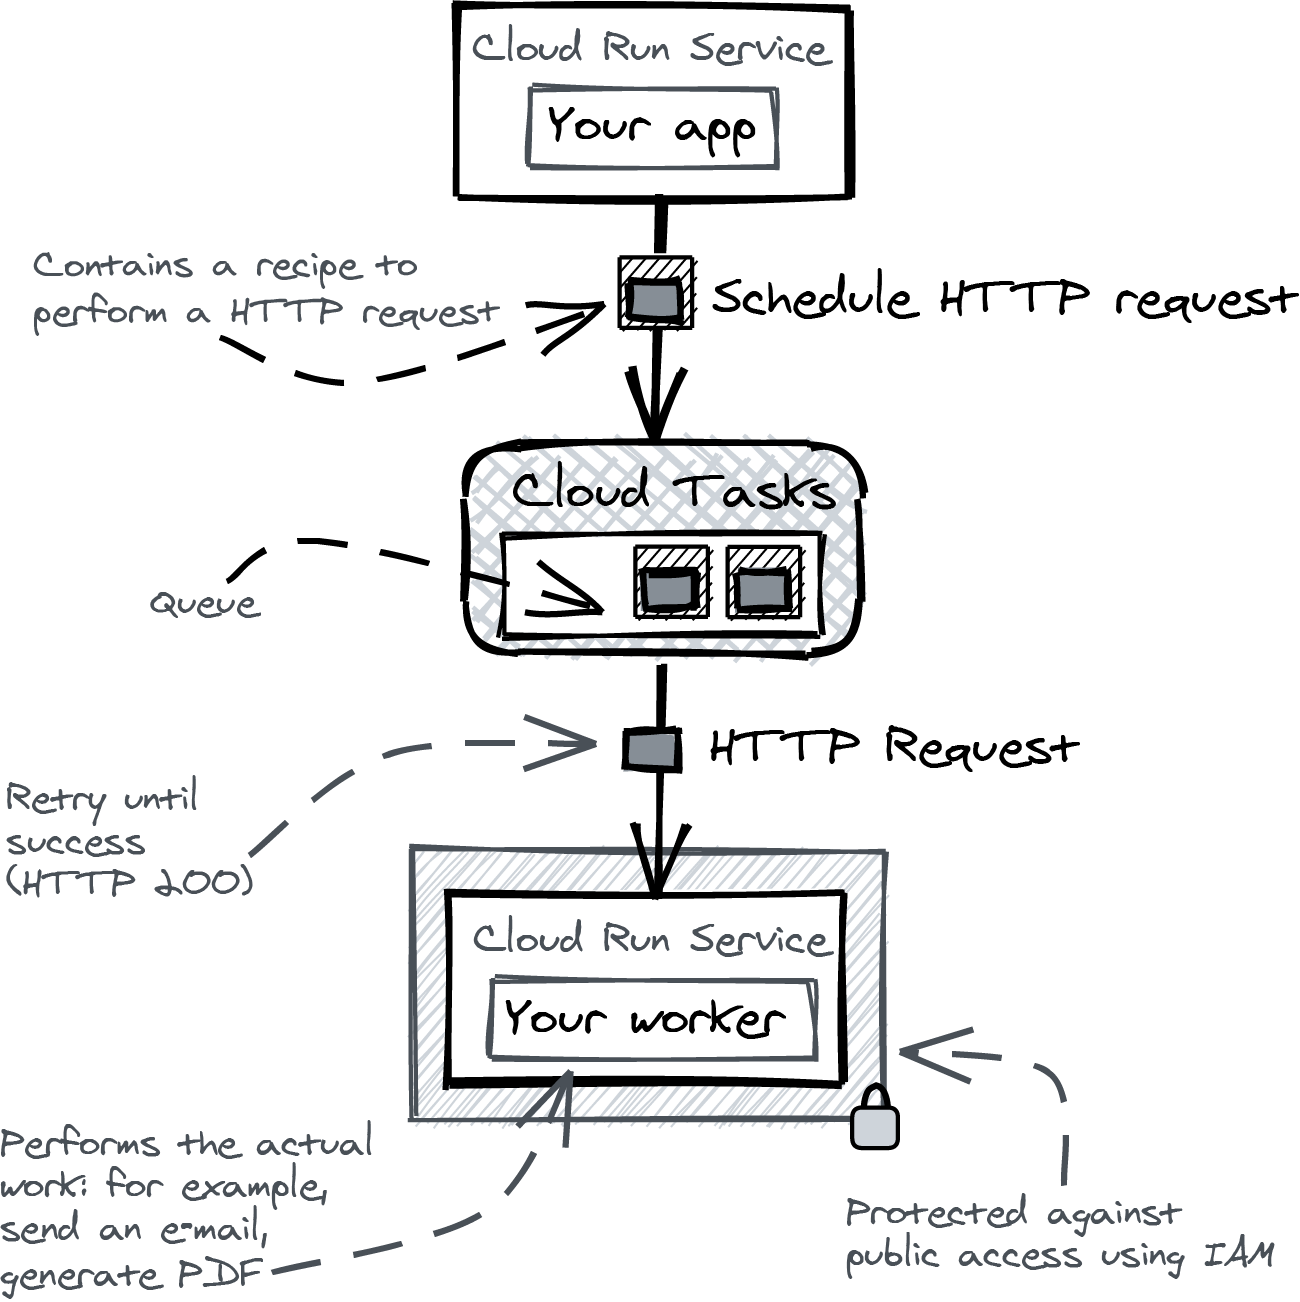 Cloud Run Service
Your app
Contains a recipe to
perform a HTTP request
Schedule HTTP request
Cloud Tasks
Queue
HTTP Request
Retry until
success
(HTTP 200)
Cloud Run Service
Your worker
Performs the actual
work: for example,
send an e-mail,
generate PDF
Protected against
public access using IAM